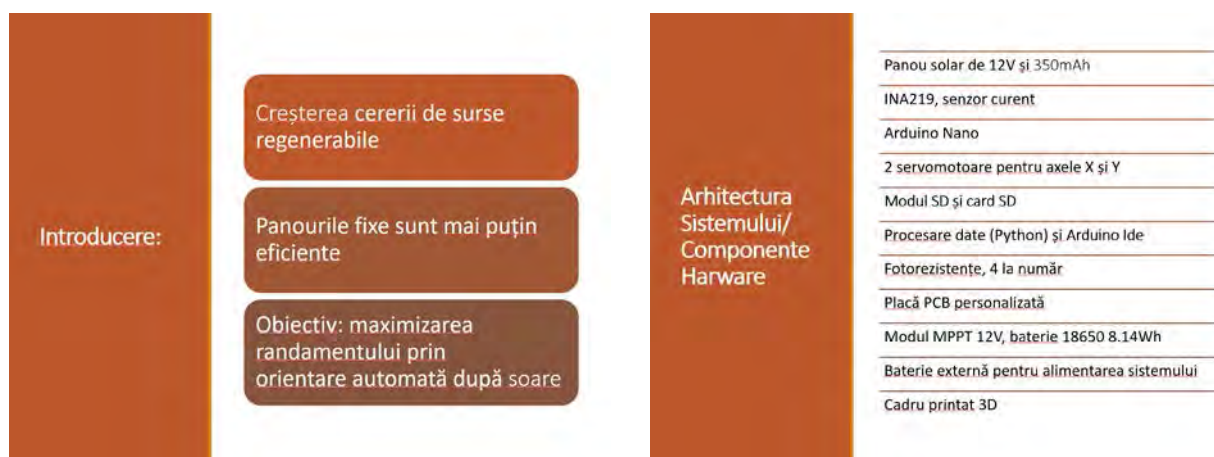 Introducere:
Creșterea cererii de surse
regenerabile
Panourile fixe sunt mai puțin
eficiente
Obiectiv: maximizarea
randamentului prin
orientare automată după soare
Arhitectura
Sistemului/
Componente
Harware
Panou solar de 12V și 350mAh
INA219, senzor curent
Arduino Nano
2 servomotoare pentru axele X și Y
Modul SD și card SD
Procesare date (Python) și Arduino Ide
Fotorezistențe, 4 la număr
Placă PCB personalizată
Modul MPPT 12V, baterie 18650 8.14Wh
Baterie externă pentru alimentarea sistemului
Cadru printat 3D